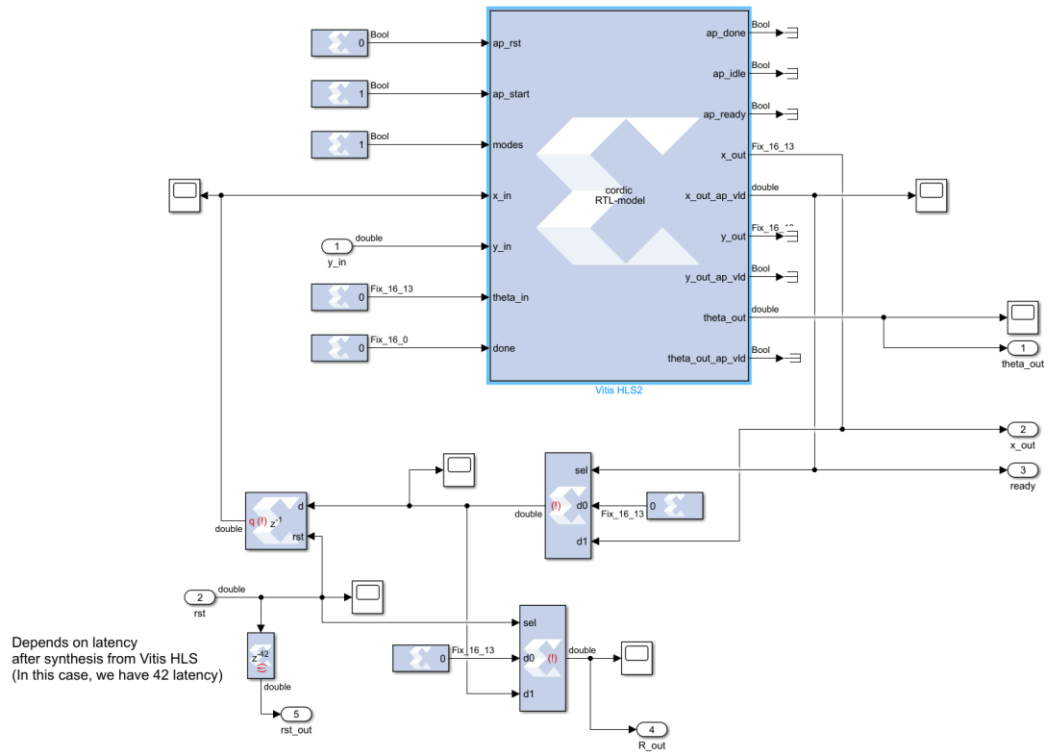 Bool
0
ap_rst
Bool
1
ap_start
Bool
1
modes
x_in
double
1
y_in
y_in
Fix_16_13
0
theta_in
Fix_16_0
0
done
cordic
RTL-model
ap_done
Bool
ap_idle
Bool
ap_ready
Bool
x_out
Fix_16_13
x_out_ap_vld
double
y_out
y_out_ap_vld
Bool
theta_out
double
theta_out_ap_vld
Bool
Vitis HLS2
1
theta_out
2
x_out
3
ready
sel
d0
d1
(!)
double
0
Fix_16_13
d
q (!) z-1
rst
double
2
rst
double
z-42
(!)
double
5
rst_out
Depends on latency
after synthesis from Vitis HLS
(In this case, we have 42 latency)
0
Fix_16_13
sel
d0 (!)
d1
double
4
R_out